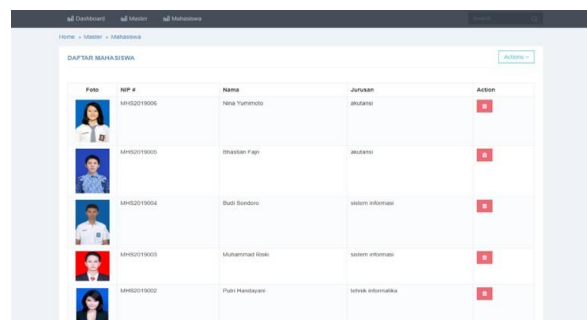 Dashboard Master Mahasiswa Search
Home » Master » Mahasiswa
DAFTAR MAHASISWA Actions
Foto NIP # Nama Jurusan Action
MHS2019006 Nina Yumimoto akutansi
MHS2019005 Bhastian Fajri akutansi
MHS2019004 Budi Sondoro sistem informasi
MHS2019003 Muhammad Riski sistem informasi
MHS2019002 Putri Handayani tehnik informatika